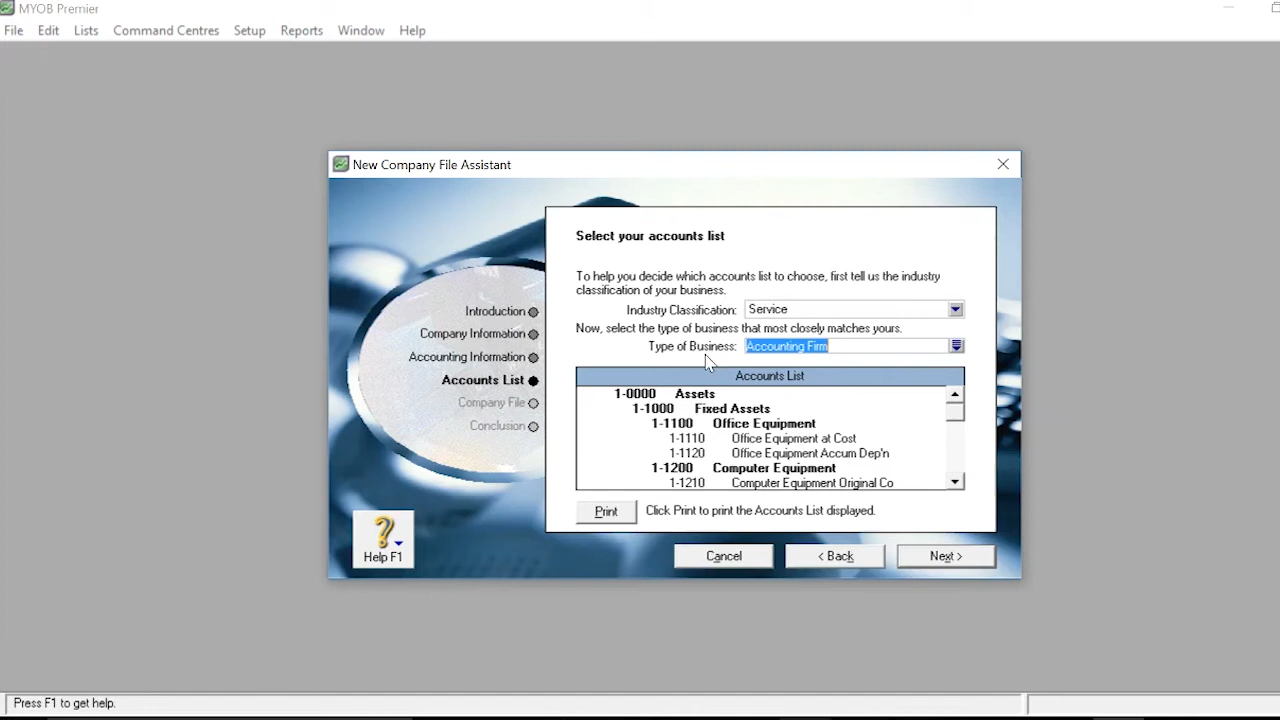 MYOB Premier
File Edit Lists Command Centres Setup Reports Window Help
New Company File Assistant
Select your accounts list
To help you decide which accounts list to choose, first tell us the industry
classification of your business.
Industry Classification: Service
Now, select the type of business that most closely matches yours.
Type of Business: Accounting Firm
Introduction
Company Information
Accounting Information
Accounts List
Company File
Conclusion
Accounts List
1-0000 Assets
1-1000 Fixed Assets
1-1100 Office Equipment
1-1110 Office Equipment at Cost
1-1120 Office Equipment Accum Dep'n
1-1200 Computer Equipment
1-1210 Computer Equipment Original Co
Print Click Print to print the Accounts List displayed.
?
Help F1
Cancel < Back Next >
Press F1 to get help.